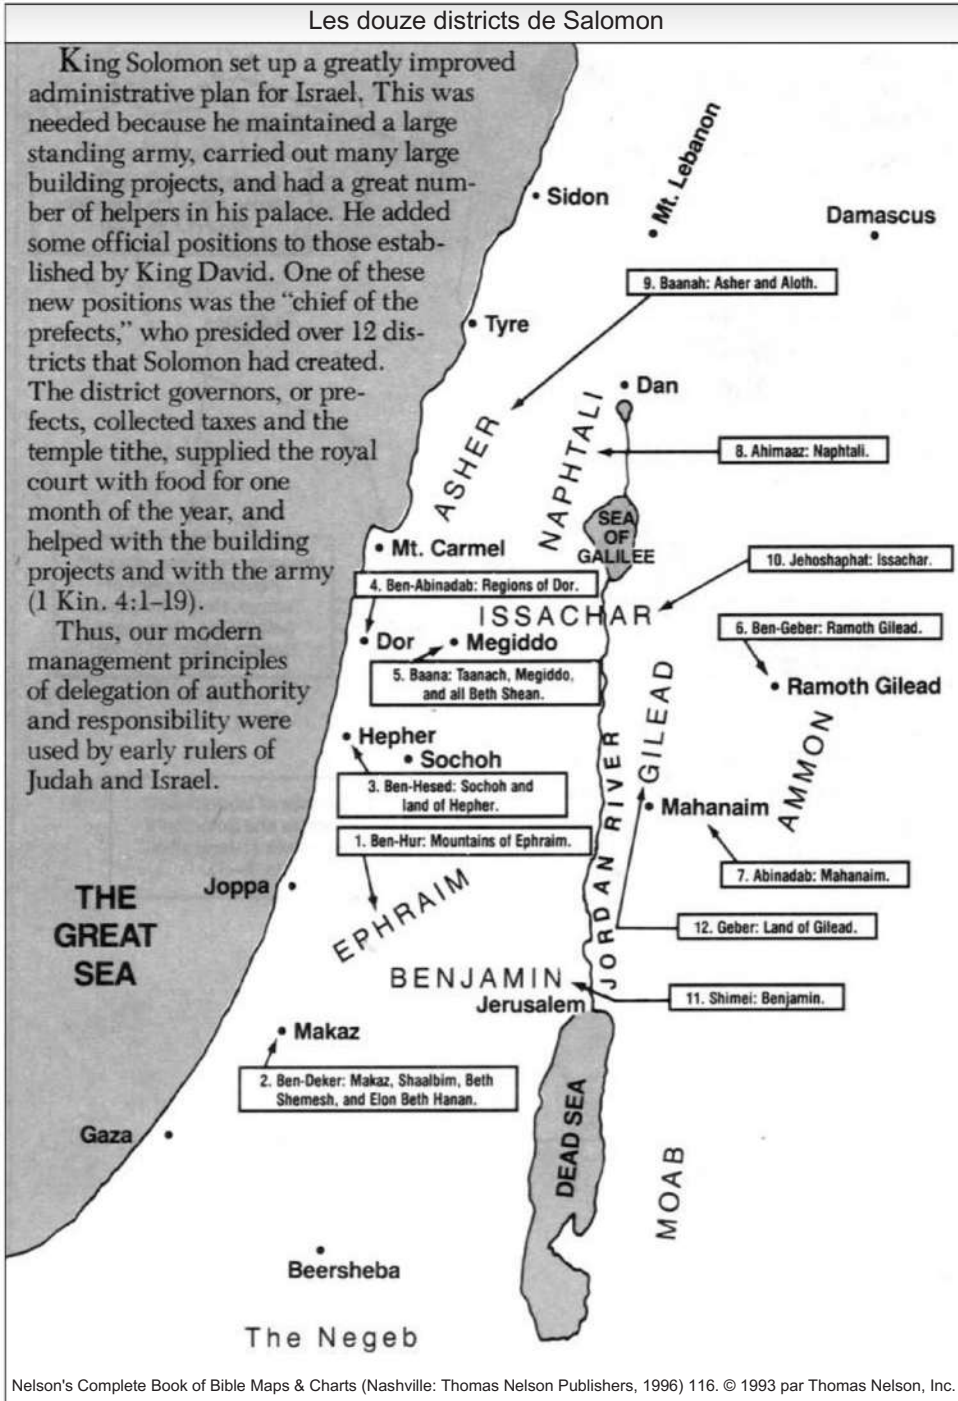 Les douze districts de Salomon
King Solomon set up a greatly improved
administrative plan for Israel. This was
needed because he maintained a large
standing army, carried out many large
building projects, and had a great num-
ber of helpers in his palace. He added
some official positions to those estab-
lished by King David. One of these
new positions was the “chief of the
prefects,” who presided over 12 dis-
tricts that Solomon had created.
The district governors, or pre-
fects, collected taxes and the
temple tithe, supplied the royal
court with food for one
month of the year, and
helped with the building
projects and with the army
(1 Kin. 4:1–19).
Thus, our modern
management principles
of delegation of authority
and responsibility were
used by early rulers of
Judah and Israel.
Mt. Lebanon
Sidon
Damascus
9. Baanah: Asher and Aloth.
Tyre
Dan
ASHER
NAPHTALI
8. Ahimaaz: Naphtali.
SEA
OF
GALILEE
Mt. Carmel
10. Jehoshaphat: Issachar.
4. Ben-Abinadab: Regions of Dor.
ISSACHAR
6. Ben-Geber: Ramoth Gilead.
Dor
Megiddo
5. Baana: Taanach, Megiddo,
and all Beth Shean.
Ramoth Gilead
GILEAD
AMMON
Hepher
Sochoh
3. Ben-Hesed: Sochoh and
land of Hepher.
JORDAN RIVER
Mahanaim
1. Ben-Hur: Mountains of Ephraim.
7. Abinadab: Mahanaim.
Joppa
THE
GREAT
SEA
EPHRAIM
12. Geber: Land of Gilead.
BENJAMIN
Jerusalem
11. Shimei: Benjamin.
Makaz
2. Ben-Deker: Makaz, Shaalbim, Beth
Shemesh, and Elon Beth Hanan.
Gaza
DEAD SEA
MOAB
Beersheba
The Negeb
Nelson's Complete Book of Bible Maps & Charts (Nashville: Thomas Nelson Publishers, 1996) 116. © 1993 par Thomas Nelson, Inc.